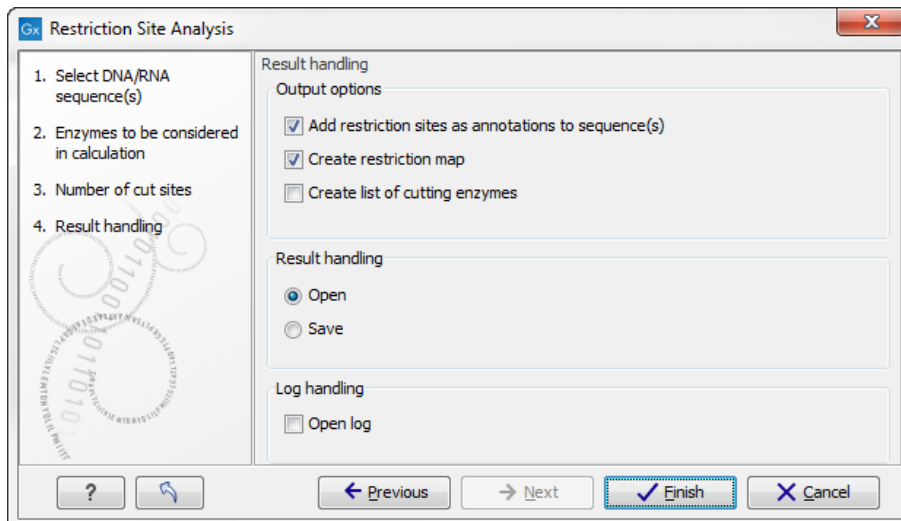 Gx Restriction Site Analysis
X
1. Select DNA/RNA
sequence(s)
2. Enzymes to be considered
in calculation
3. Number of cut sites
4. Result handling
Result handling
Output options
Add restriction sites as annotations to sequence(s)
Create restriction map
Create list of cutting enzymes
Result handling
Open
Save
Log handling
Open log
? Previous Next Finish Cancel